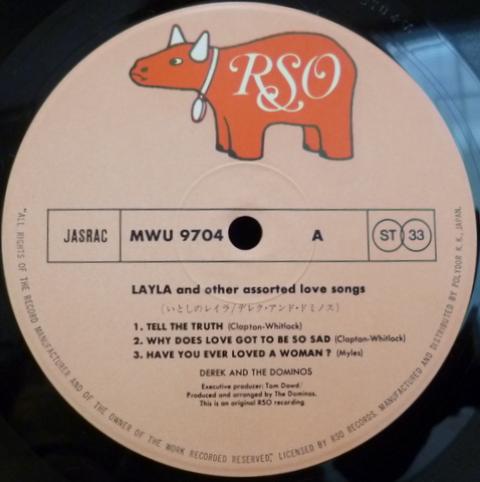 RSO
JASRAC
MWU 9704
A
ST 33
LAYLA and other assorted love songs
(いとしのレイラ/デレク・アンド・ドミノス)
1. TELL THE TRUTH (Clapton-Whitlock)
2. WHY DOES LOVE GOT TO BE SO SAD (Clapton-Whitlock)
3. HAVE YOU EVER LOVED A WOMAN? (Myles)
DEREK AND THE DOMINOS
Executive producer: Tom Dowd/
Produced and arranged by The Dominos.
This is an original RSO recording.
"ALL RIGHTS OF THE RECORD MANUFACTURER AND OF THE OWNER OF THE WORK RECORDED RESERVED," LICENSED BY RSO RECORDS. MANUFACTURED AND DISTRIBUTED BY POLYDOR K.K., JAPAN.